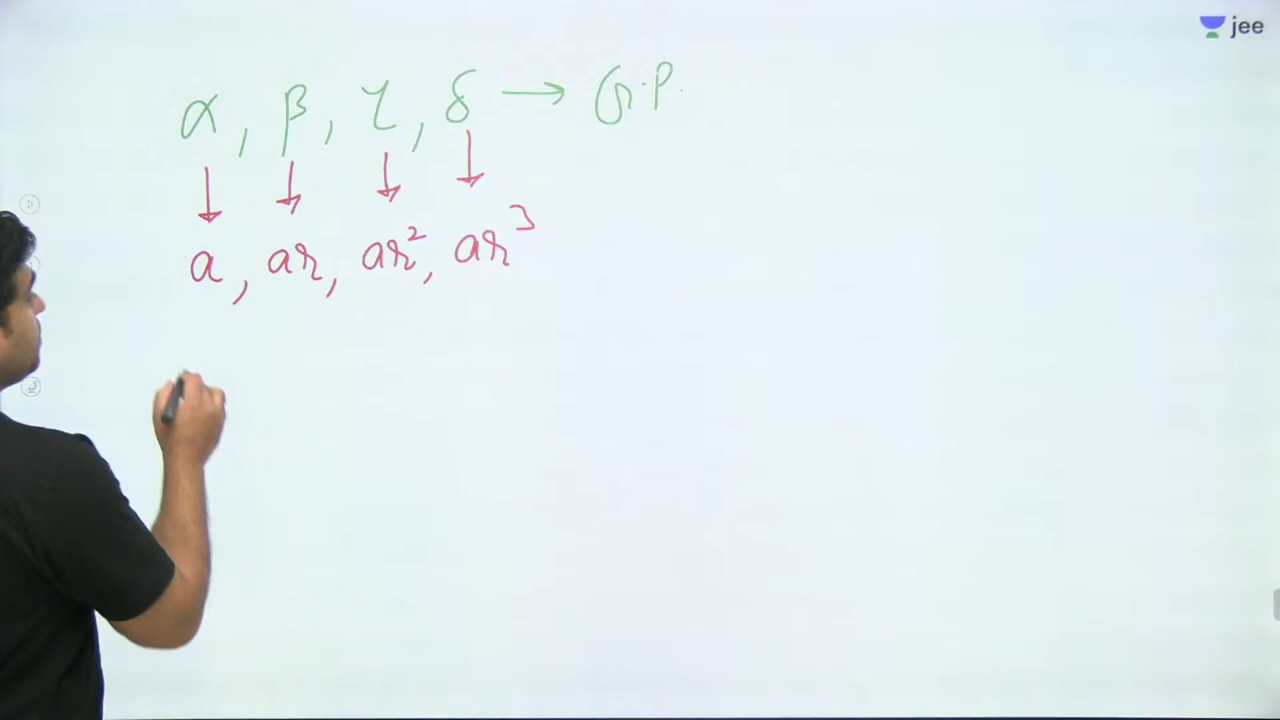 jee
α, β, γ, δ → G.P.
↓ ↓ ↓ ↓
a, ar, ar², ar³